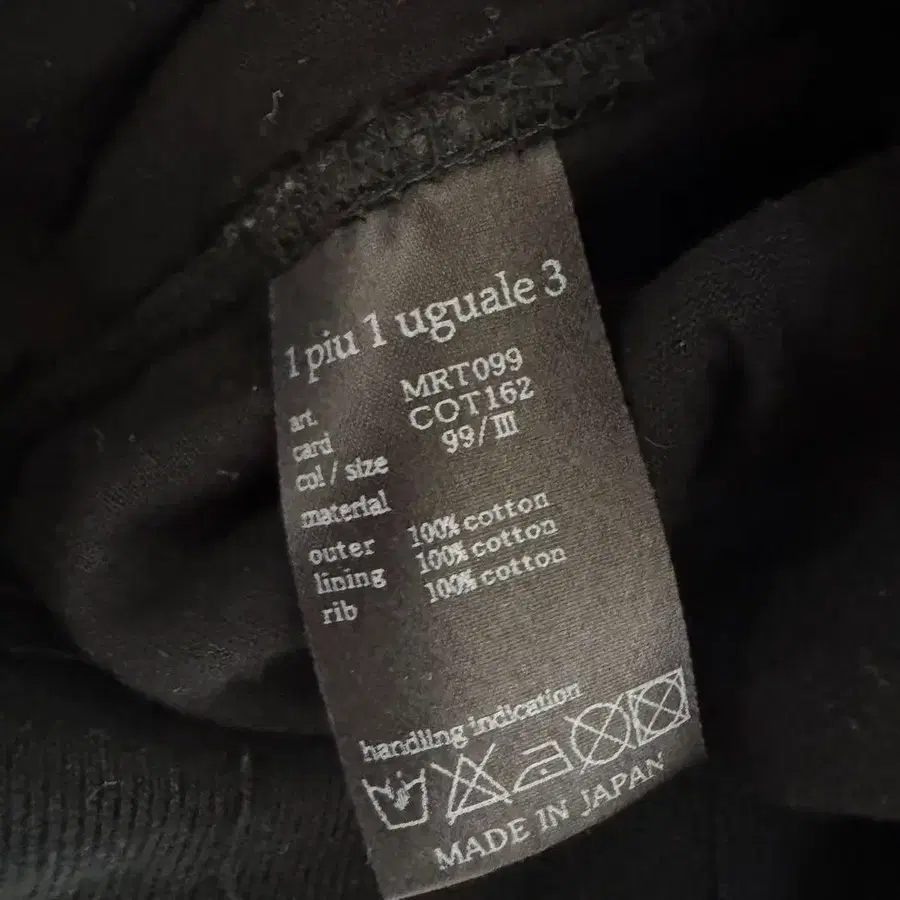 1 piu 1 uguale 3
art. MRT099
card COT162
col / size 99/III
material
outer 100% cotton
lining 100% cotton
rib 100% cotton
handling indication
MADE IN JAPAN